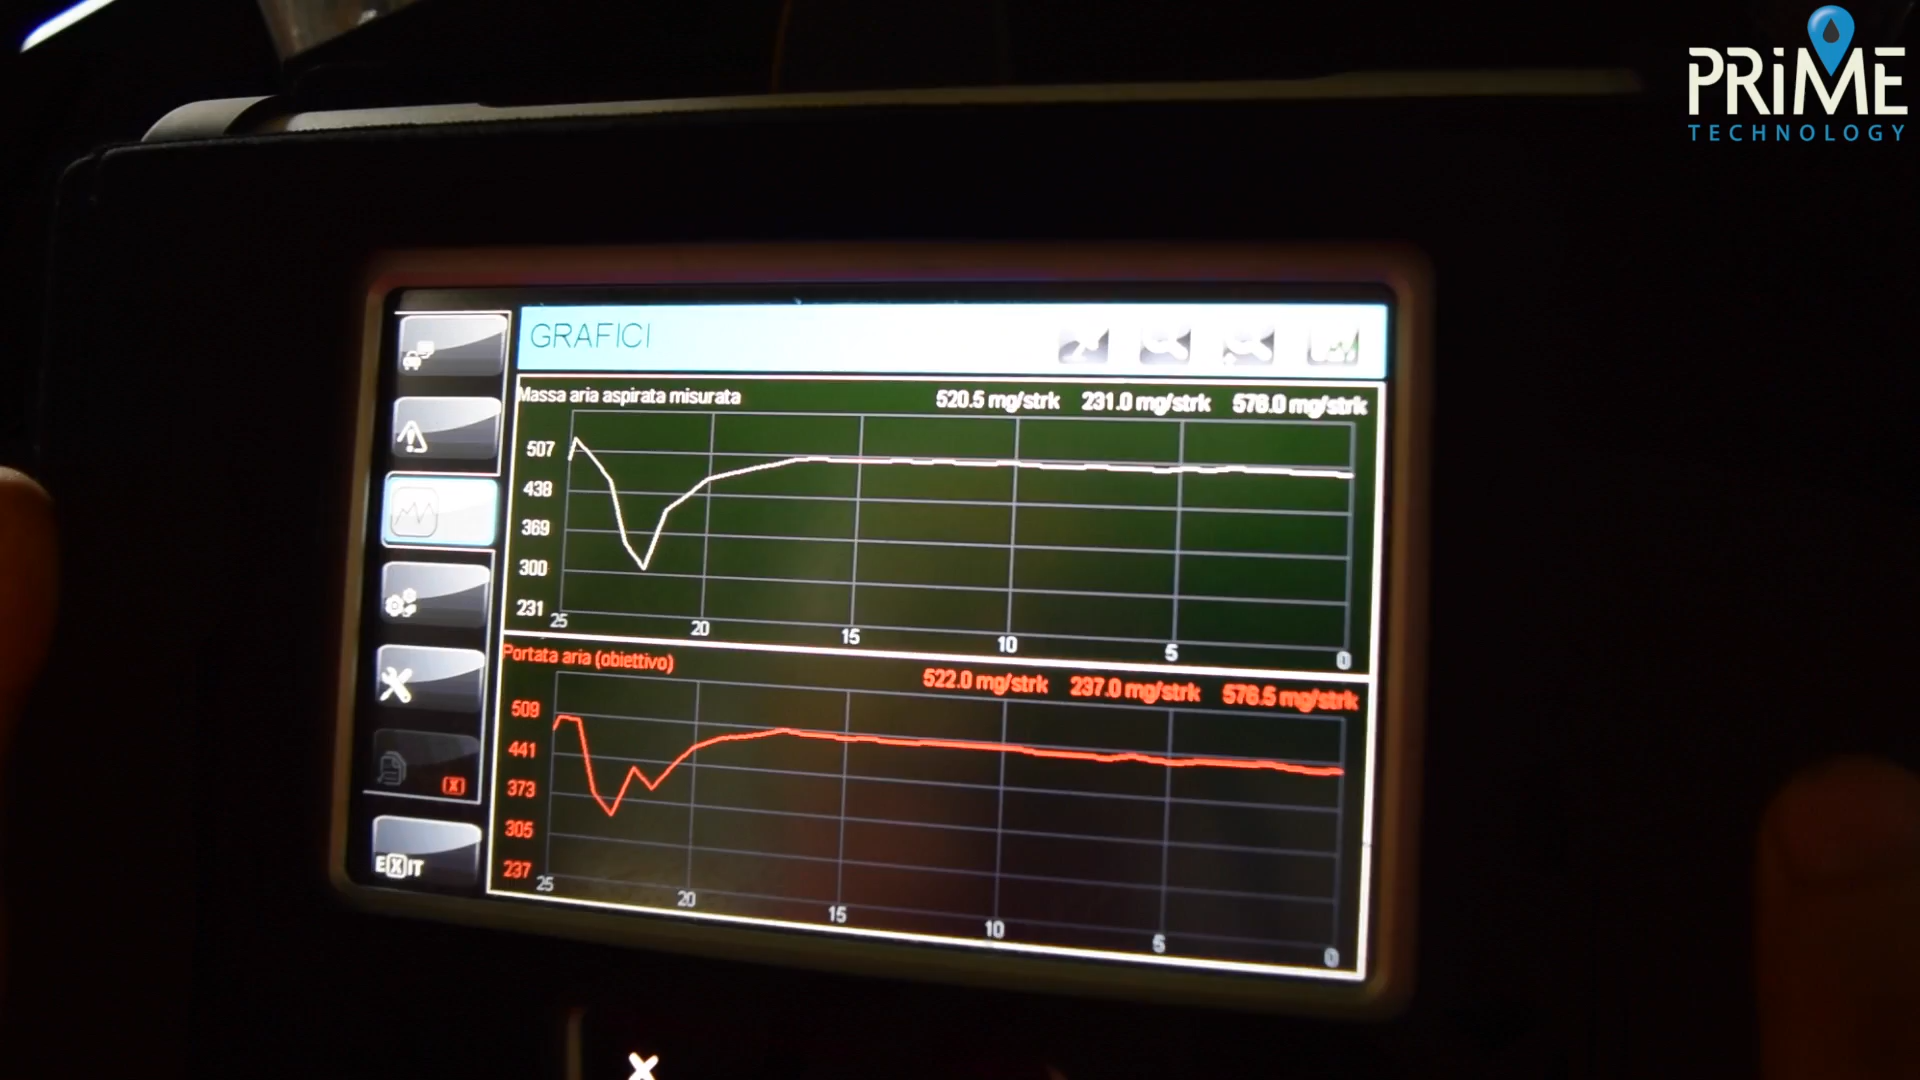 PRiME
TECHNOLOGY
GRAFICI
Massa aria aspirata misurata 520.5 mg/strk 231.0 mg/strk 578.0 mg/strk
507
438
369
300
231
25 20 15 10 5 0
Portata aria (obiettivo) 522.0 mg/strk 237.0 mg/strk 578.5 mg/strk
509
441
373
305
237
25 20 15 10 5 0
[X]
EXIT
X